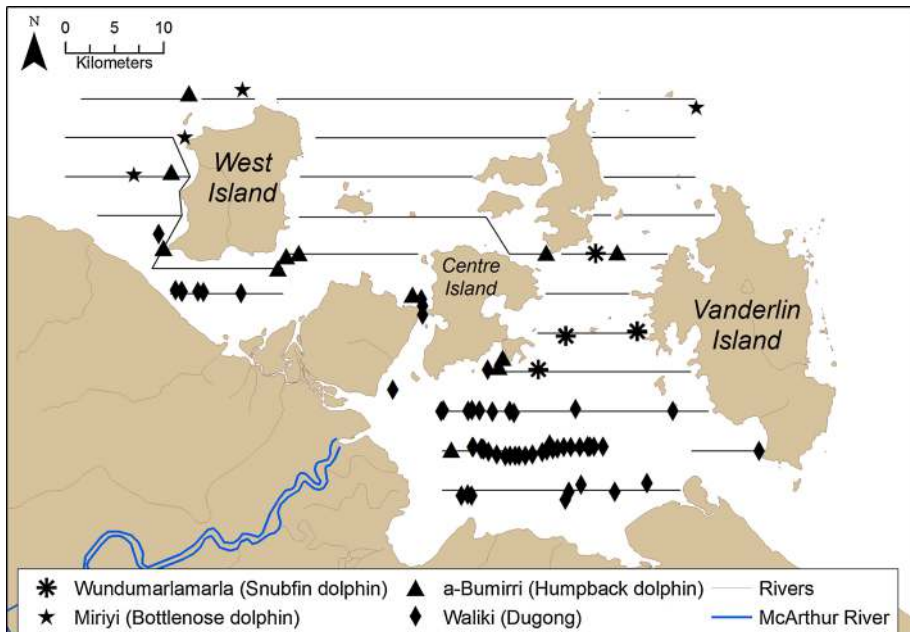 N
0 5 10
Kilometers
West
Island
Centre
Island
Vanderlin
Island
Wundumarlamarla (Snubfin dolphin)
a-Bumirri (Humpback dolphin)
Rivers
Miriyi (Bottlenose dolphin)
Waliki (Dugong)
McArthur River